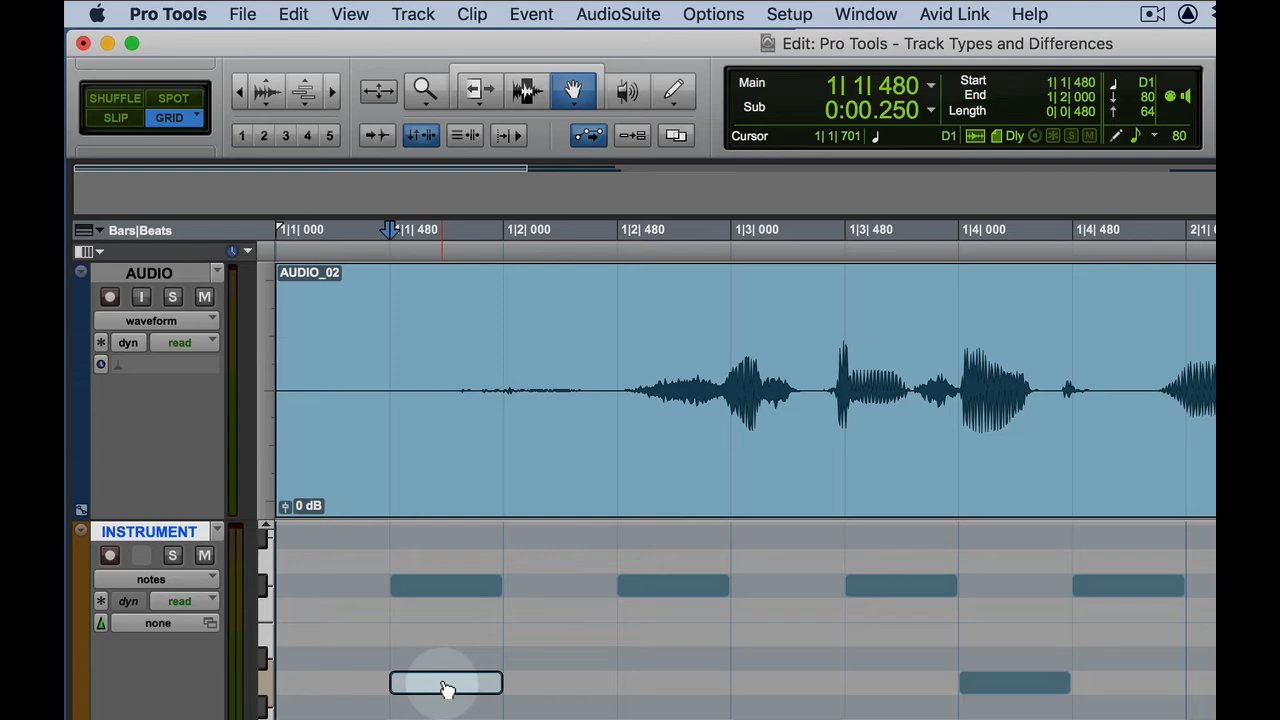 Pro Tools File Edit View Track Clip Event AudioSuite Options Setup Window Avid Link Help
Edit: Pro Tools - Track Types and Differences
SHUFFLE SPOT
SLIP GRID
1 2 3 4 5
Main 1| 1| 480
Sub 0:00.250
Start 1| 1| 480
End 1| 2| 000
Length 0| 0| 480
D1
80
64
Cursor 1| 1| 701 D1 Dly S M 80
Bars|Beats 1|1| 000 1|1| 480 1|2| 000 1|2| 480 1|3| 000 1|3| 480 1|4| 000 1|4| 480
AUDIO
I S M
waveform
dyn read
AUDIO_02
0 dB
INSTRUMENT
S M
notes
dyn read
none